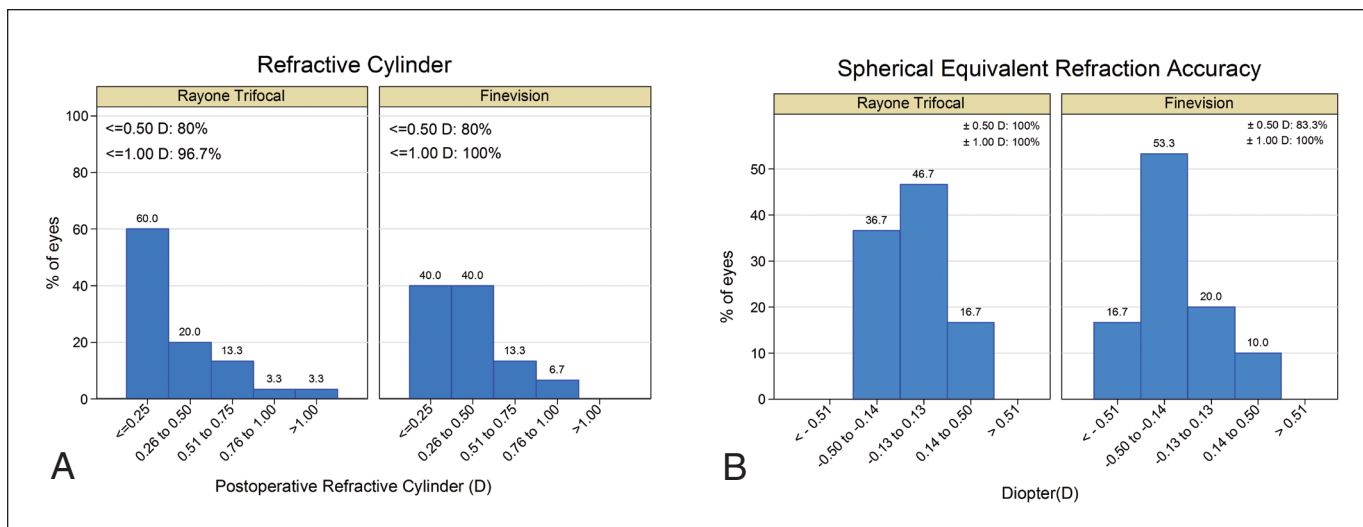 Refractive Cylinder
Rayone Trifocal
Finevision
<=0.50 D: 80%
<=1.00 D: 96.7%
<=0.50 D: 80%
<=1.00 D: 100%
% of eyes
100
80
60
40
20
0
60.0
20.0
13.3
3.3
3.3
40.0
40.0
13.3
6.7
<=0.25
0.26 to 0.50
0.51 to 0.75
0.76 to 1.00
>1.00
<=0.25
0.26 to 0.50
0.51 to 0.75
0.76 to 1.00
>1.00
Postoperative Refractive Cylinder (D)
A
Spherical Equivalent Refraction Accuracy
Rayone Trifocal
Finevision
± 0.50 D: 100%
± 1.00 D: 100%
± 0.50 D: 83.3%
± 1.00 D: 100%
% of eyes
50
40
30
20
10
0
36.7
46.7
16.7
16.7
53.3
20.0
10.0
< - 0.51
-0.50 to -0.14
-0.13 to 0.13
0.14 to 0.50
> 0.51
< - 0.51
-0.50 to -0.14
-0.13 to 0.13
0.14 to 0.50
> 0.51
Diopter(D)
B